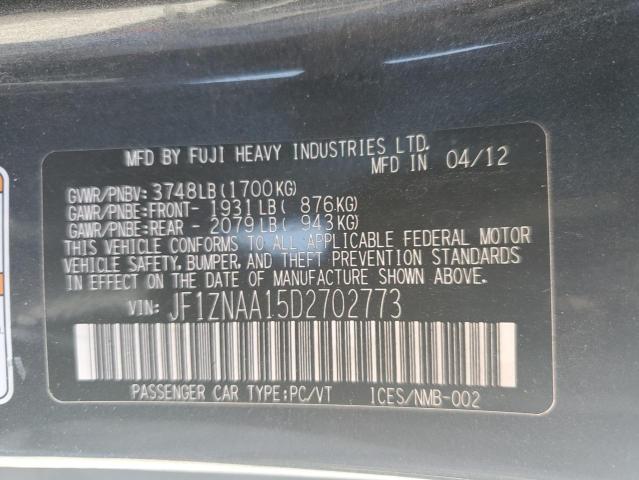 MFD BY FUJI HEAVY INDUSTRIES LTD.
MFD IN 04/12
GVWR/PNBV: 3748LB(1700KG)
GAWR/PNBE:FRONT- 1931LB( 876KG)
GAWR/PNBE:REAR - 2079LB( 943KG)
THIS VEHICLE CONFORMS TO ALL APPLICABLE FEDERAL MOTOR
VEHICLE SAFETY, BUMPER, AND THEFT PREVENTION STANDARDS
IN EFFECT ON THE DATE OF MANUFACTURE SHOWN ABOVE.
VIN: JF1ZNAA15D2702773
PASSENGER CAR TYPE:PC/VT ICES/NMB-002